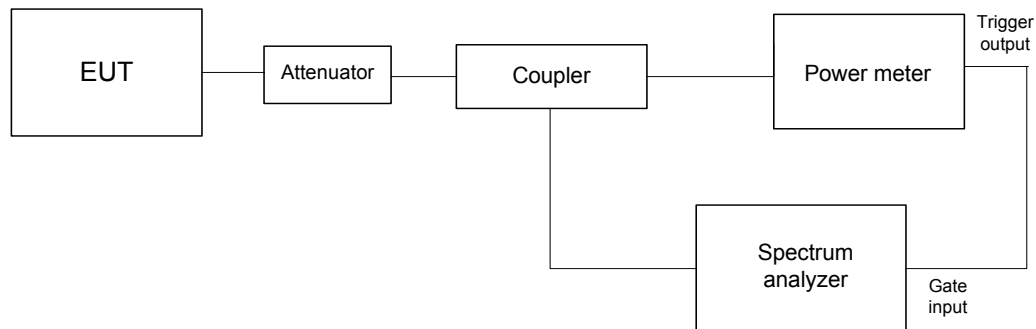 EUT
Attenuator
Coupler
Power meter
Trigger
output
Spectrum
analyzer
Gate
input